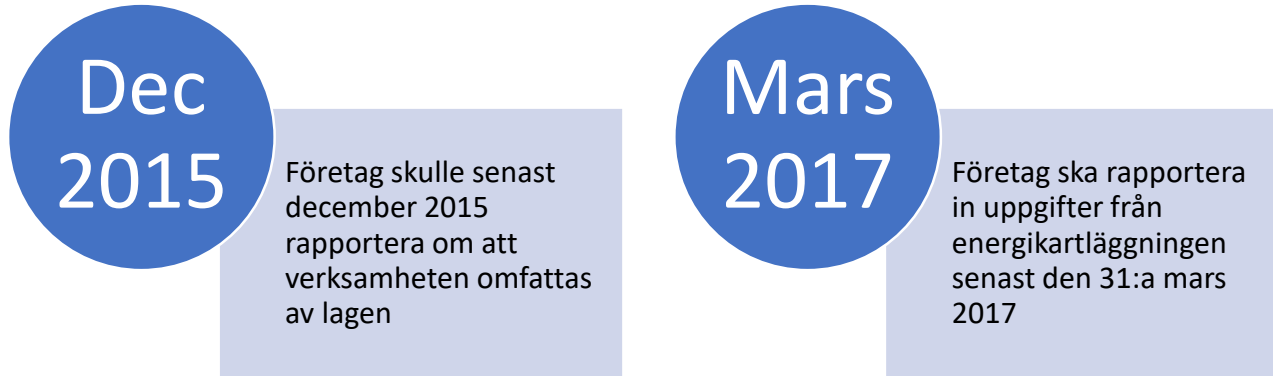 Dec
2015
Företag skulle senast
december 2015
rapportera om att
verksamheten omfattas
av lagen
Mars
2017
Företag ska rapportera
in uppgifter från
energikartläggningen
senast den 31:a mars
2017